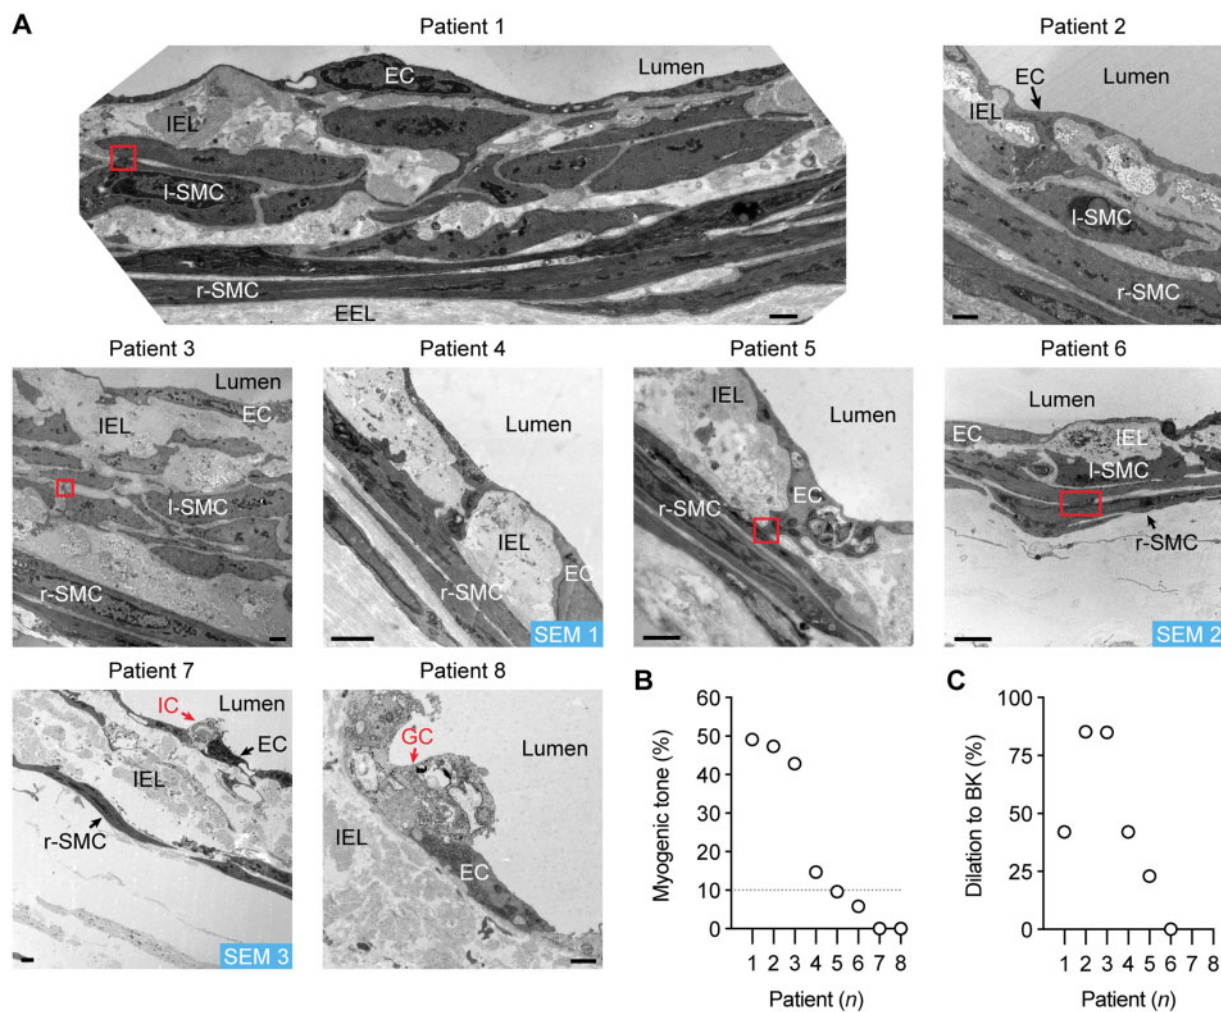 A
Patient 1
Patient 2
EC
Lumen
IEL
l-SMC
r-SMC
EEL
EC
Lumen
IEL
l-SMC
r-SMC
Patient 3
Patient 4
Patient 5
Patient 6
Lumen
EC
IEL
l-SMC
r-SMC
Lumen
IEL
r-SMC
EC
SEM 1
IEL
Lumen
r-SMC
EC
Lumen
EC
IEL
l-SMC
r-SMC
SEM 2
Patient 7
Patient 8
IC
Lumen
EC
IEL
r-SMC
SEM 3
GC
Lumen
IEL
EC
B
Myogenic tone (%)
60
50
40
30
20
10
0
1 2 3 4 5 6 7 8
Patient (n)
C
Dilation to BK (%)
100
75
50
25
0
1 2 3 4 5 6 7 8
Patient (n)